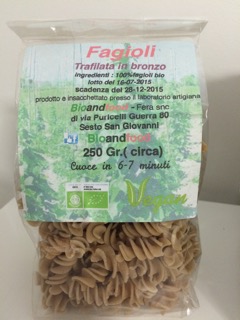 Fagioli
Trafilata in bronzo
ingredienti : 100%fagioli bio
lotto del 16-07-2015
scadenza del 28-12-2015
prodotto e insacchettato presso il laboratorio artigiana
Bioandfood - Fera snc
di via Puricelli Guerra 80
Sesto San Giovanni
Bioandfood
250 Gr.( circa)
Cuoce in 6-7 minuti
Vegan